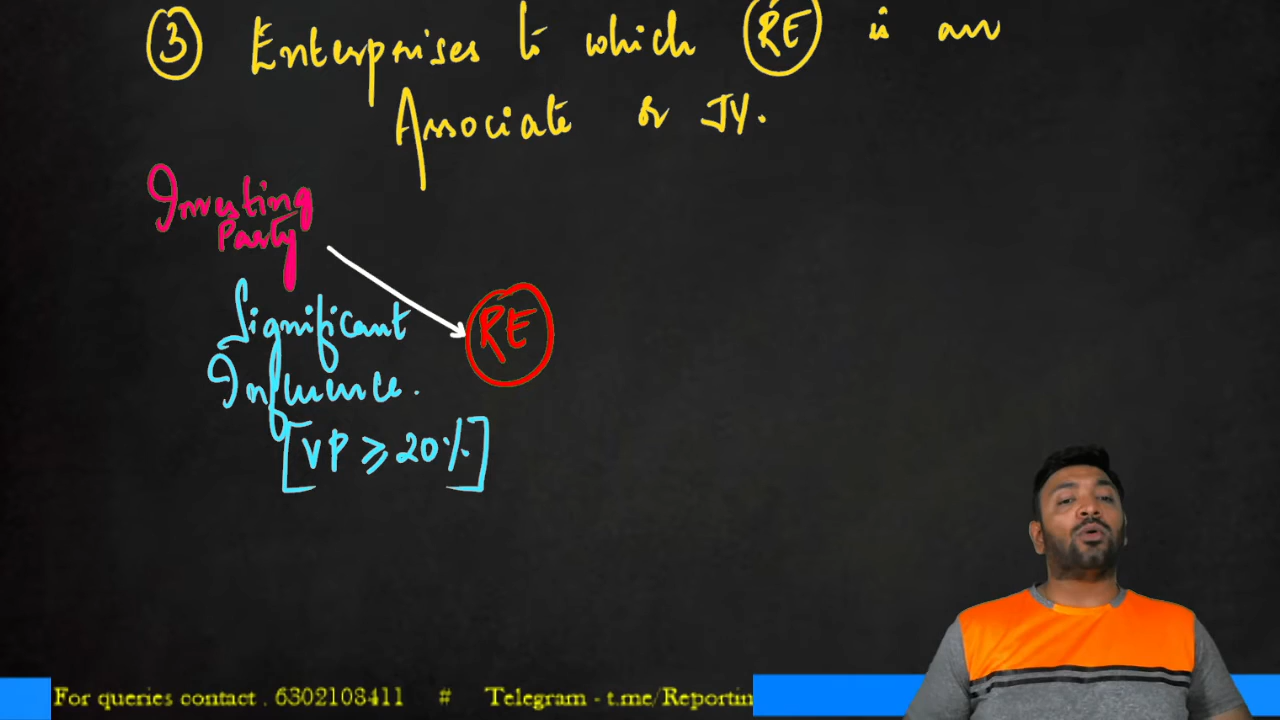 ③ Enterprises to which RE is an
Associate or JV.
Investing
Party
RE
Significant
Influence.
[VP ≥ 20%]
For queries contact . 6302108411 # Telegram - t.me/Reportin